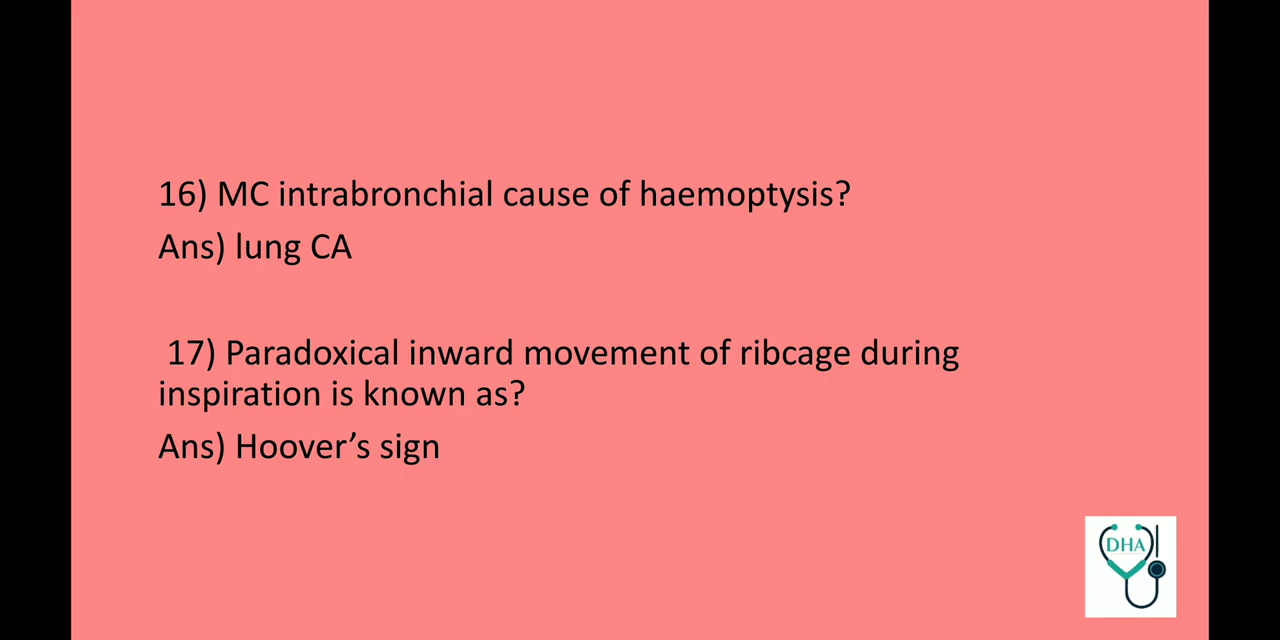 16) MC intrabronchial cause of haemoptysis?
Ans) lung CA
17) Paradoxical inward movement of ribcage during
inspiration is known as?
Ans) Hoover’s sign
DHA